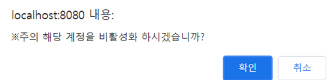 localhost:8080 내용:
※주의 해당 계정을 비활성화 하시겠습니까?
확인 취소